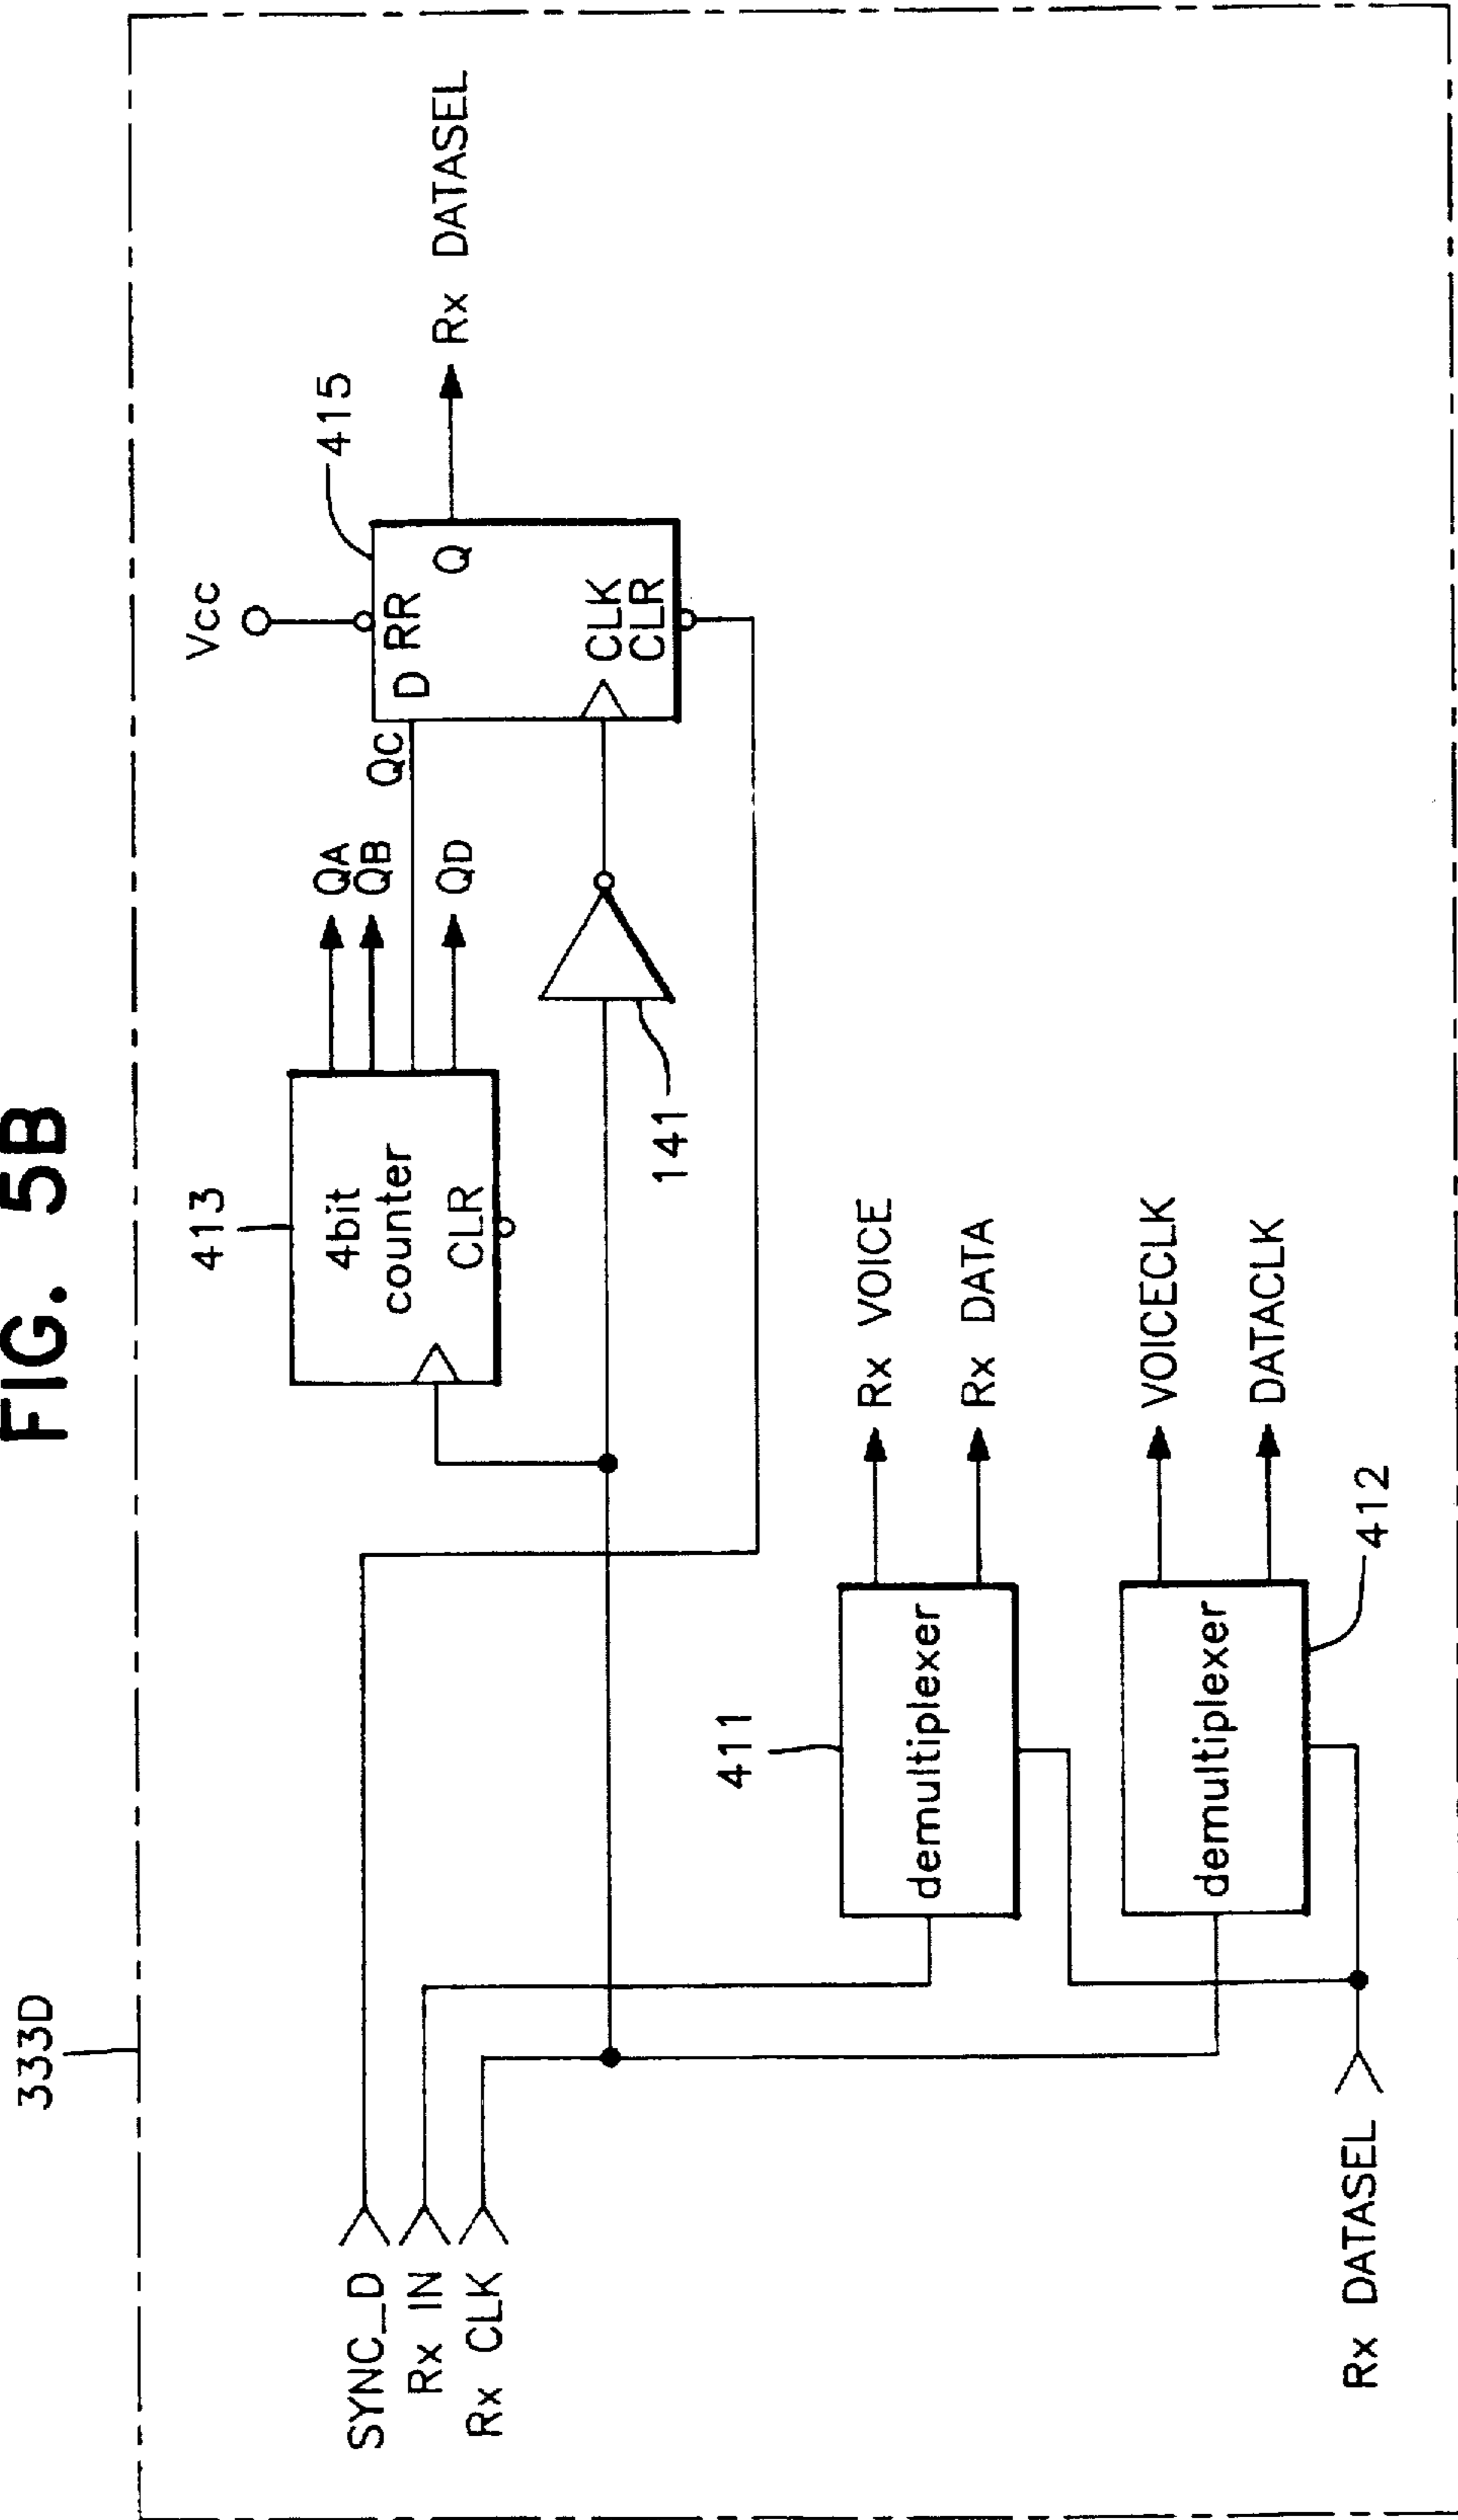 FIG. 5B
333D
Vcc
415
413
4bit
counter
CLR
QA
QB
QC
QD
D
RR
Q
CLK
CLR
Rx DATASEL
141
SYNC_D
Rx IN
Rx CLK
411
demultiplexer
Rx VOICE
Rx DATA
demultiplexer
VOICECLK
DATACLK
412
Rx DATASEL